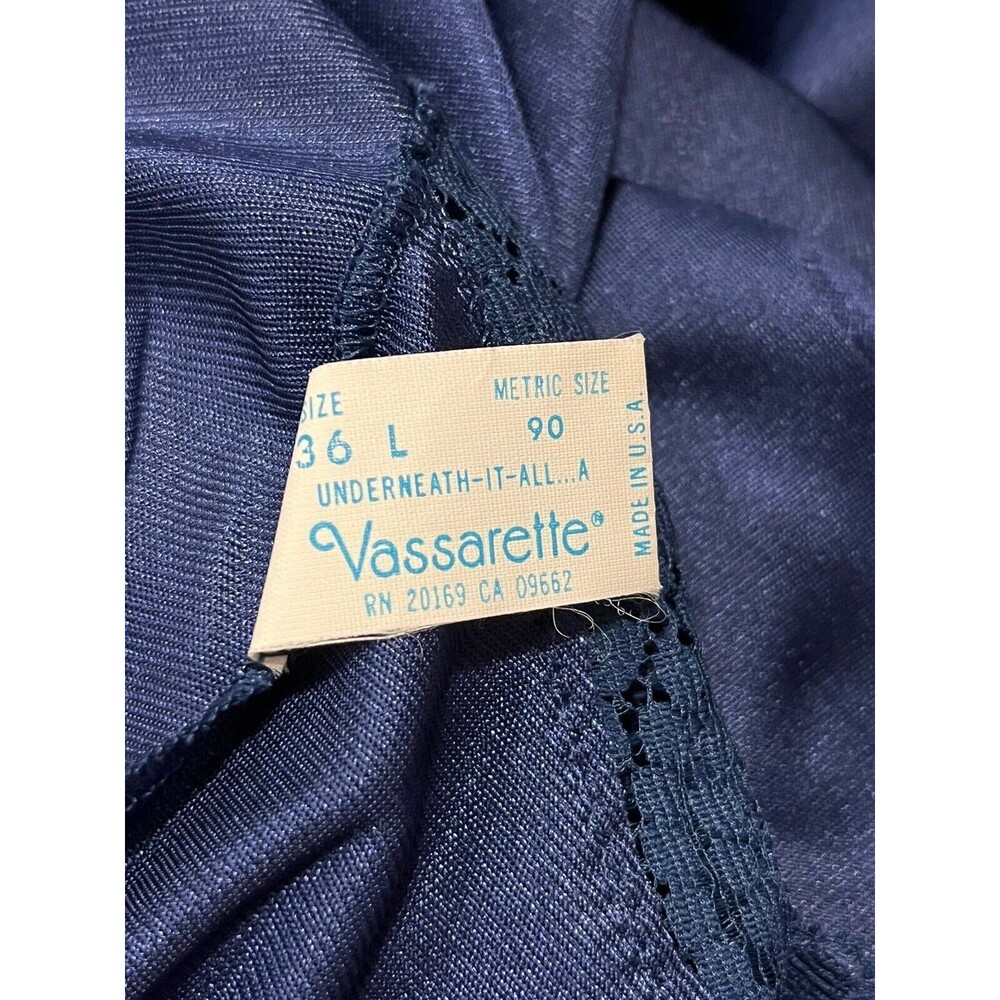 SIZE METRIC SIZE
36 L 90
UNDERNEATH-IT-ALL...A
Vassarette®
RN 20169 CA 09662
MADE IN U.S.A.